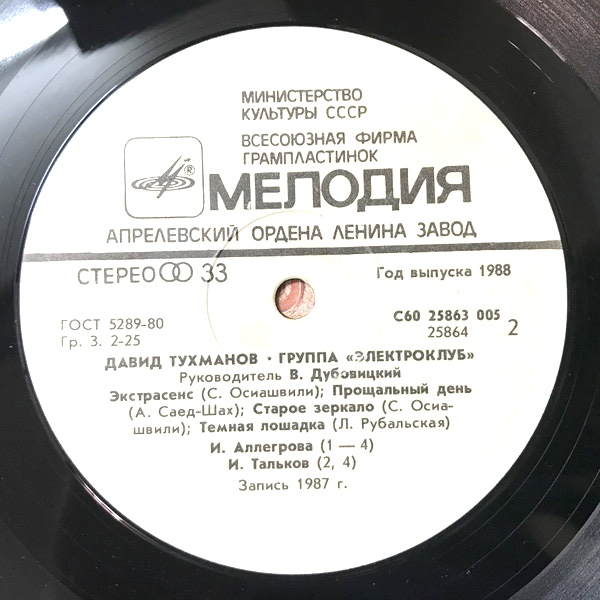 МИНИСТЕРСТВО
КУЛЬТУРЫ СССР
ВСЕСОЮЗНАЯ ФИРМА
ГРАМПЛАСТИНОК
®
МЕЛОДИЯ
АПРЕЛЕВСКИЙ ОРДЕНА ЛЕНИНА ЗАВОД
СТЕРЕО 33
Год выпуска 1988
ГОСТ 5289-80
Гр. 3. 2-25
С60 25863 005
25864
2
ДАВИД ТУХМАНОВ • ГРУППА «ЭЛЕКТРОКЛУБ»
Руководитель В. Дубовицкий
Экстрасенс (С. Осиашвили); Прощальный день
(А. Саед-Шах); Старое зеркало (С. Осиа-
швили); Темная лошадка (Л. Рубальская)
И. Аллегрова (1 — 4)
И. Тальков (2, 4)
Запись 1987 г.